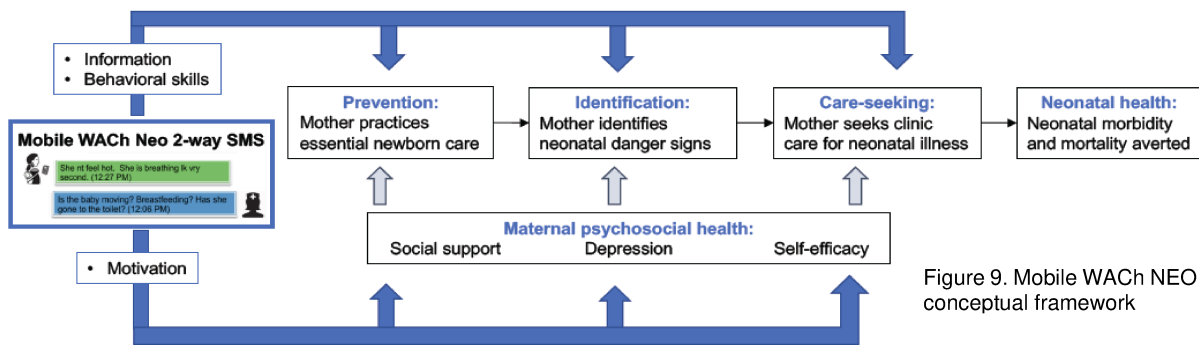 • Information
• Behavioral skills
Mobile WACh Neo 2-way SMS
She nt feel hot. She is breathing lk vry
second. (12:27 PM)
Is the baby moving? Breastfeeding? Has she
gone to the toilet? (12:06 PM)
• Motivation
Prevention:
Mother practices
essential newborn care
Identification:
Mother identifies
neonatal danger signs
Care-seeking:
Mother seeks clinic
care for neonatal illness
Neonatal health:
Neonatal morbidity
and mortality averted
Maternal psychosocial health:
Social support Depression Self-efficacy
Figure 9. Mobile WACh NEO
conceptual framework